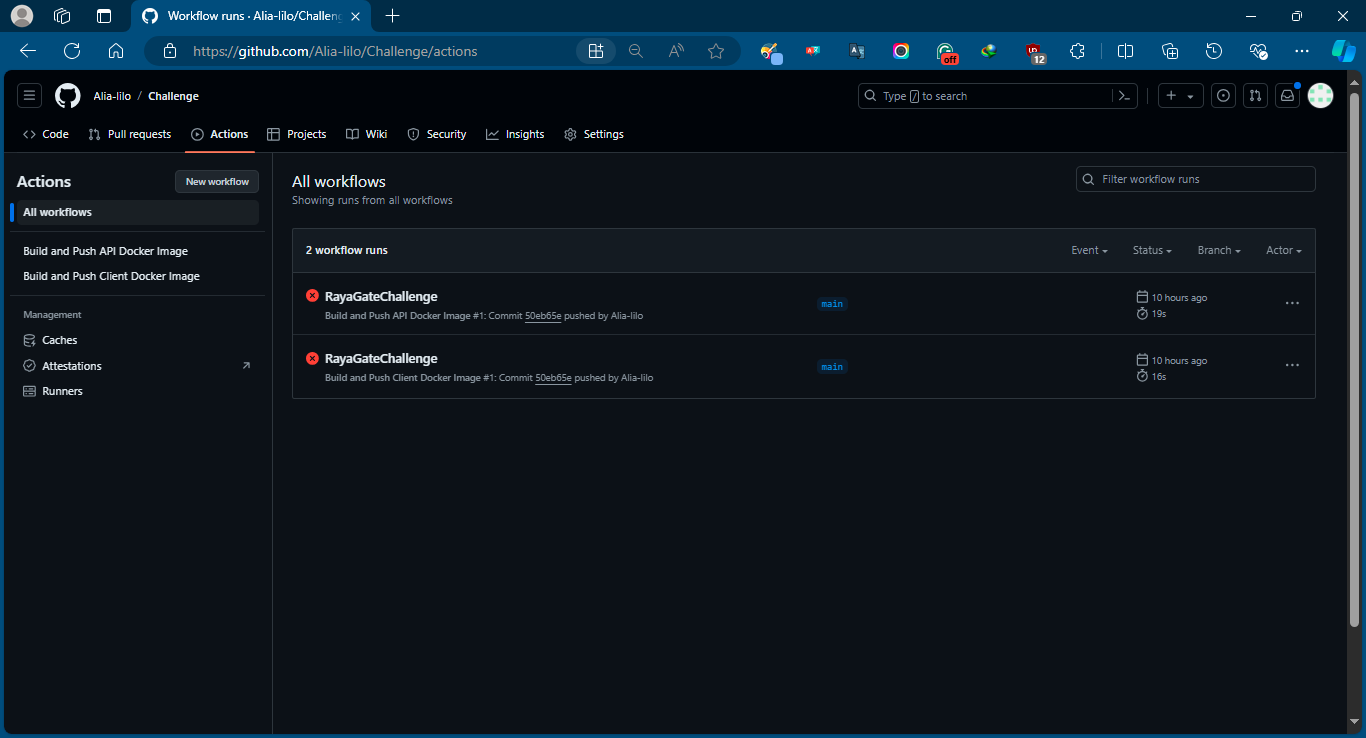 Workflow runs · Alia-lilo/Challeng
https://github.com/Alia-lilo/Challenge/actions
off
12
Alia-lilo / Challenge
Type / to search
Code
Pull requests
Actions
Projects
Wiki
Security
Insights
Settings
Actions
New workflow
All workflows
Build and Push API Docker Image
Build and Push Client Docker Image
Management
Caches
Attestations
Runners
All workflows
Showing runs from all workflows
Filter workflow runs
2 workflow runs
Event
Status
Branch
Actor
RayaGateChallenge
Build and Push API Docker Image #1: Commit 50eb65e pushed by Alia-lilo
main
10 hours ago
19s
RayaGateChallenge
Build and Push Client Docker Image #1: Commit 50eb65e pushed by Alia-lilo
main
10 hours ago
16s